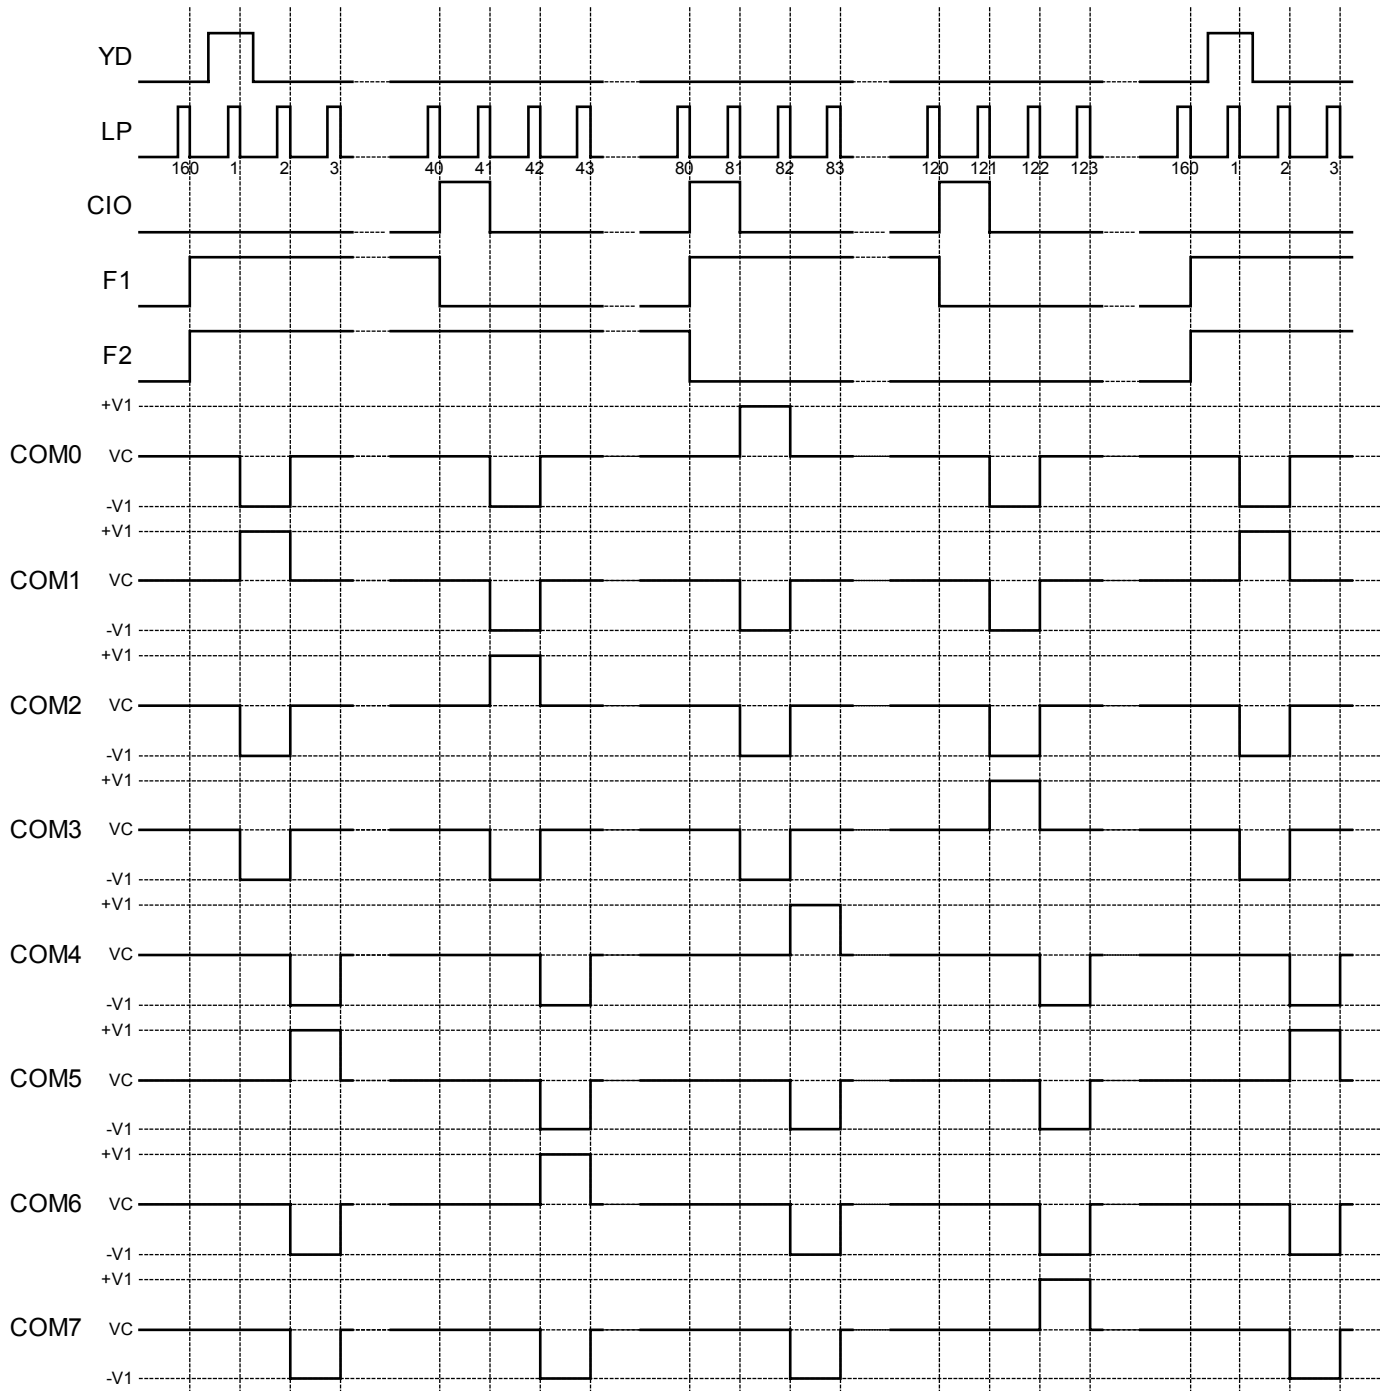 YD
LP
160 1 2 3 40 41 42 43 80 81 82 83 120 121 122 123 160 1 2 3
CIO
F1
F2
+V1
COM0 VC
-V1
+V1
COM1 VC
-V1
+V1
COM2 VC
-V1
+V1
COM3 VC
-V1
+V1
COM4 VC
-V1
+V1
COM5 VC
-V1
+V1
COM6 VC
-V1
+V1
COM7 VC
-V1